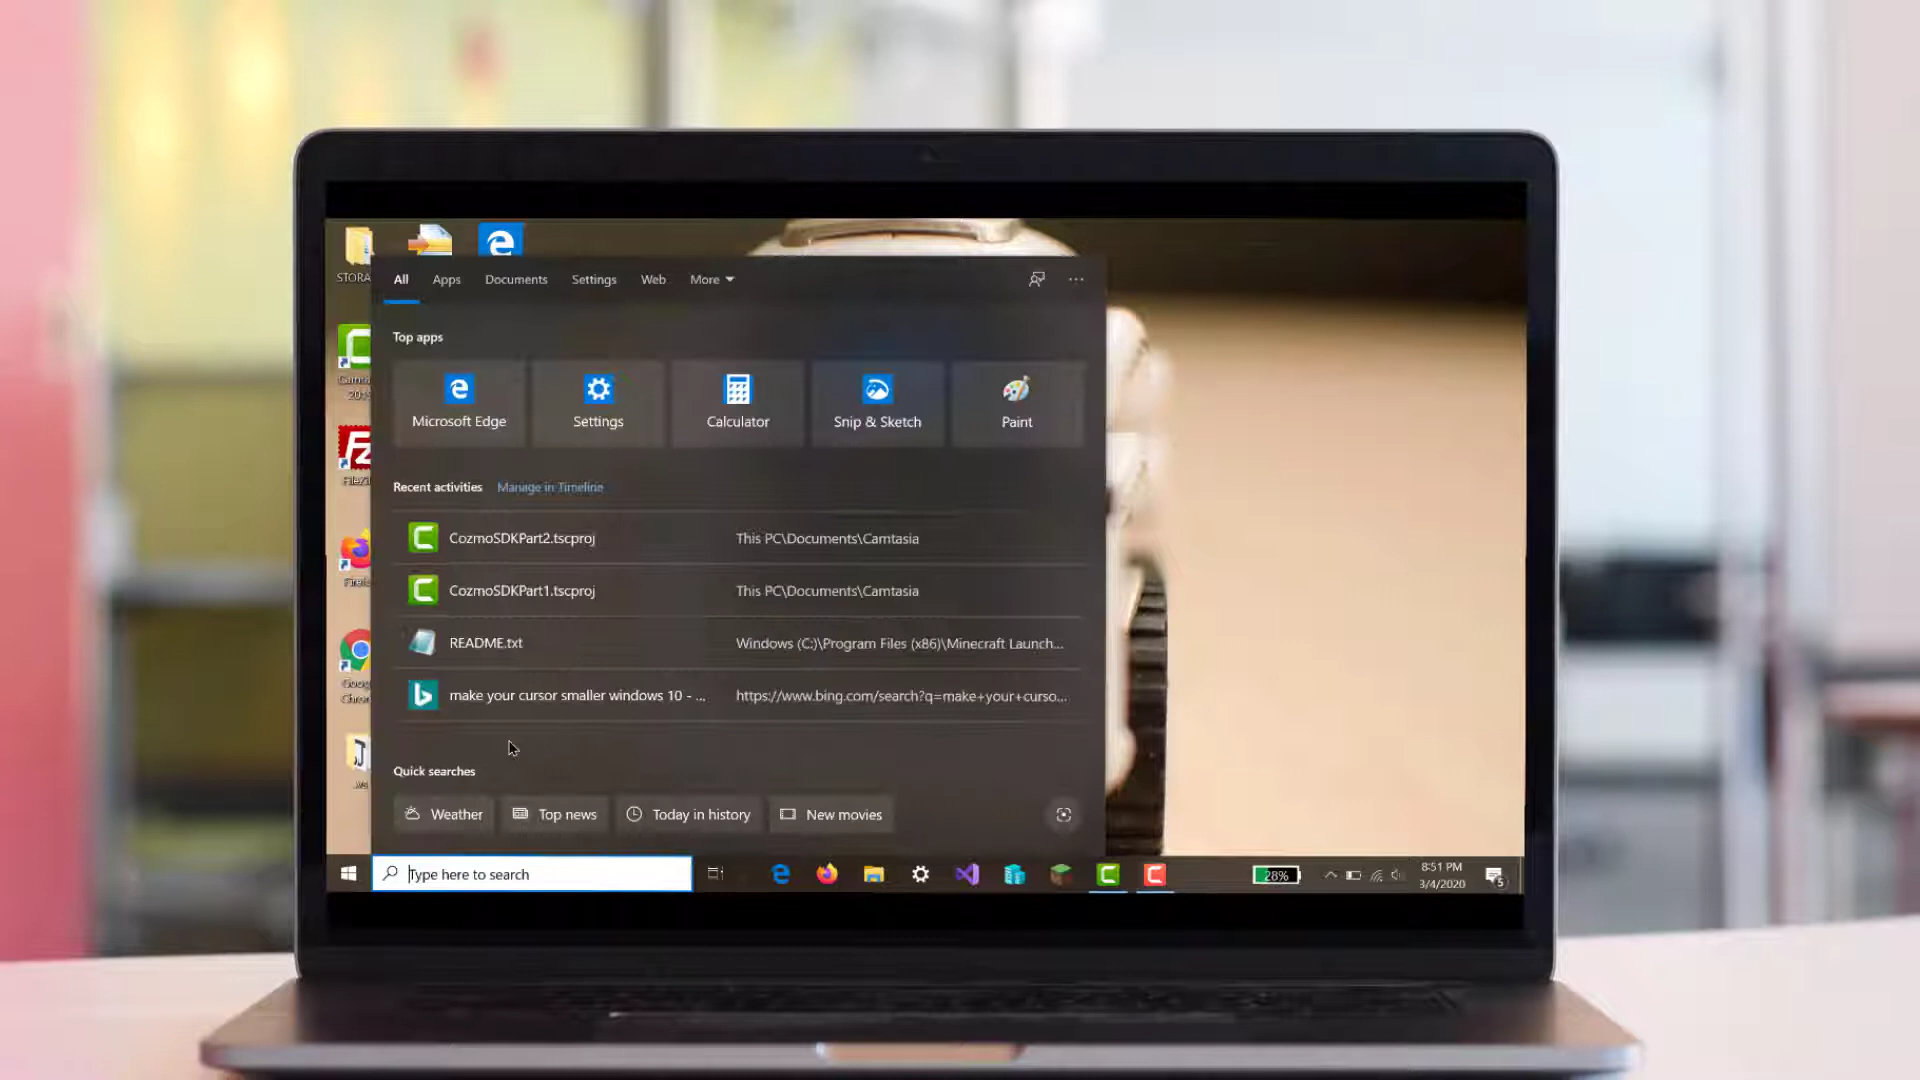 STORA
All Apps Documents Settings Web More
Top apps
Microsoft Edge Settings Calculator Snip & Sketch Paint
Recent activities Manage in Timeline
CozmoSDKPart2.tscproj This PC\Documents\Camtasia
CozmoSDKPart1.tscproj This PC\Documents\Camtasia
README.txt Windows (C:)\Program Files (x86)\Minecraft Launch...
make your cursor smaller windows 10 - ... https://www.bing.com/search?q=make+your+curso...
Quick searches
Weather Top news Today in history New movies
Type here to search
28%
8:51 PM
3/4/2020
5